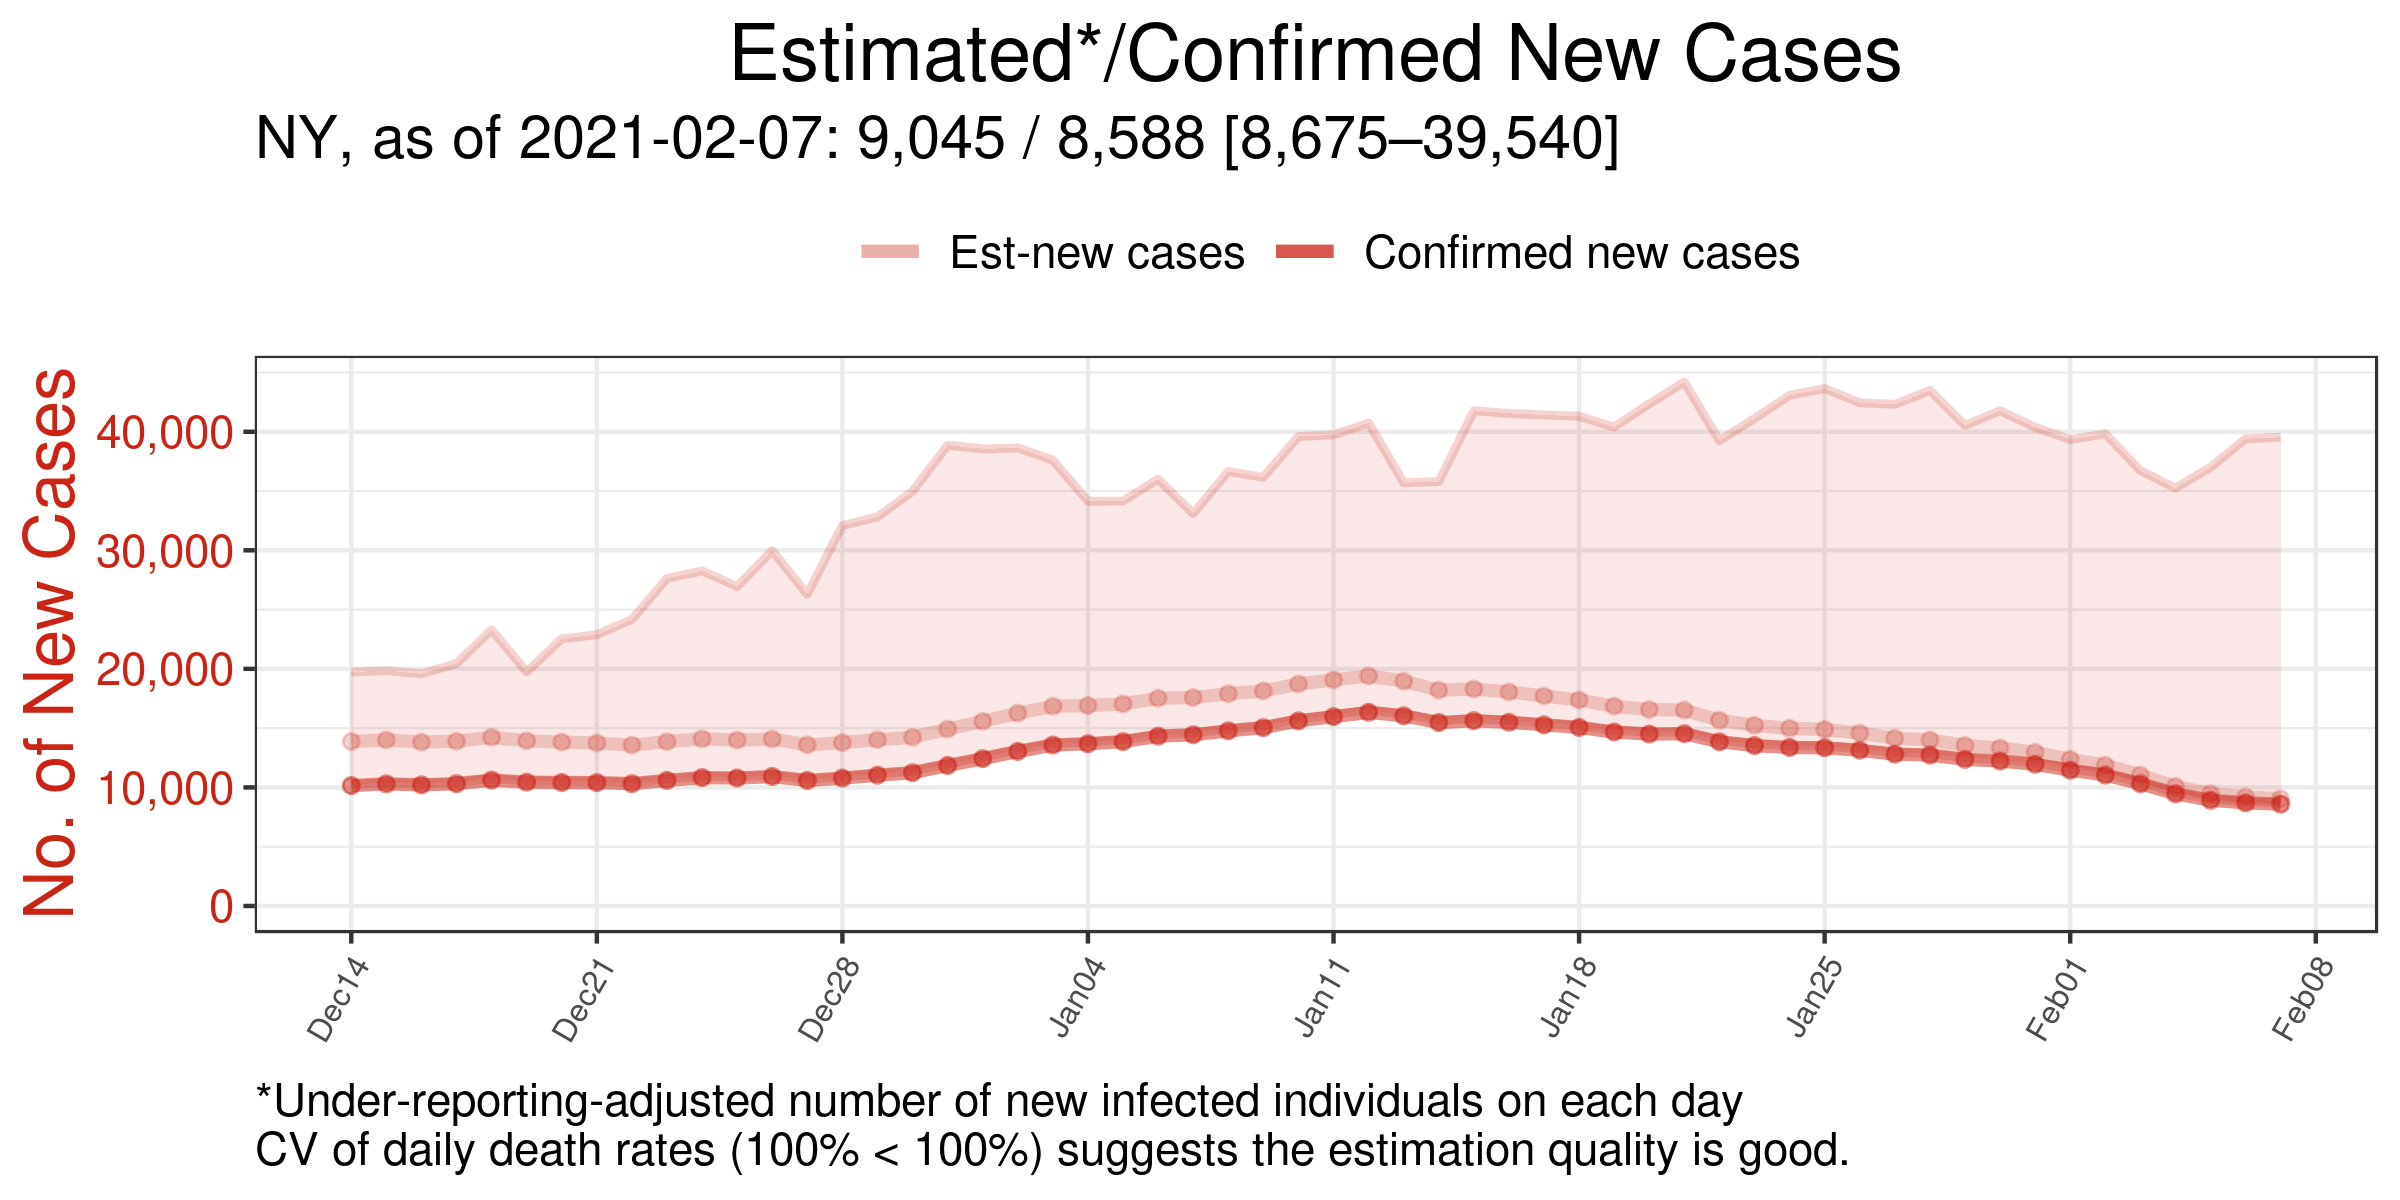 Estimated*/Confirmed New Cases
NY, as of 2021-02-07: 9,045 / 8,588 [8,675–39,540]
Est-new cases
Confirmed new cases
No. of New Cases
40,000
30,000
20,000
10,000
0
Dec14
Dec21
Dec28
Jan04
Jan11
Jan18
Jan25
Feb01
Feb08
*Under-reporting-adjusted number of new infected individuals on each day
CV of daily death rates (100% < 100%) suggests the estimation quality is good.